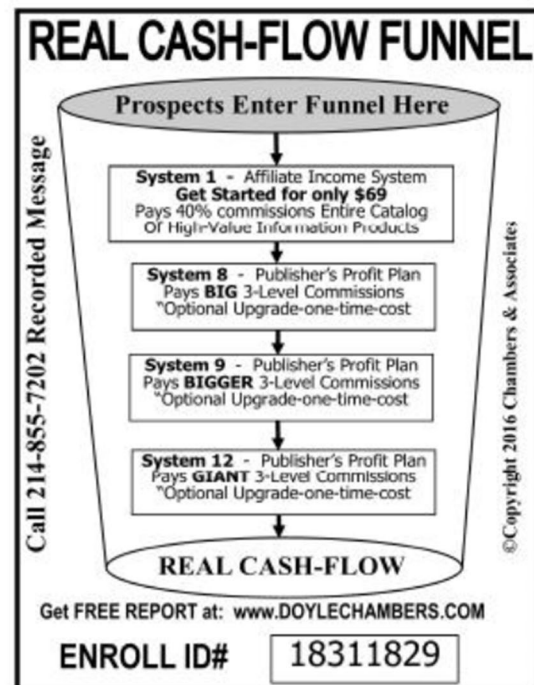 REAL CASH-FLOW FUNNEL
Prospects Enter Funnel Here
System 1 - Affiliate Income System
Get Started for only $69
Pays 40% commissions Entire Catalog
Of High-Value Information Products
System 8 - Publisher's Profit Plan
Pays BIG 3-Level Commissions
"Optional Upgrade-one-time-cost
System 9 - Publisher's Profit Plan
Pays BIGGER 3-Level Commissions
"Optional Upgrade-one-time-cost
System 12 - Publisher's Profit Plan
Pays GIANT 3-Level Commissions
"Optional Upgrade-one-time-cost
REAL CASH-FLOW
Call 214-855-7202 Recorded Message
©Copyright 2016 Chambers & Associates
Get FREE REPORT at: www.DOYLECHAMBERS.COM
ENROLL ID# 18311829